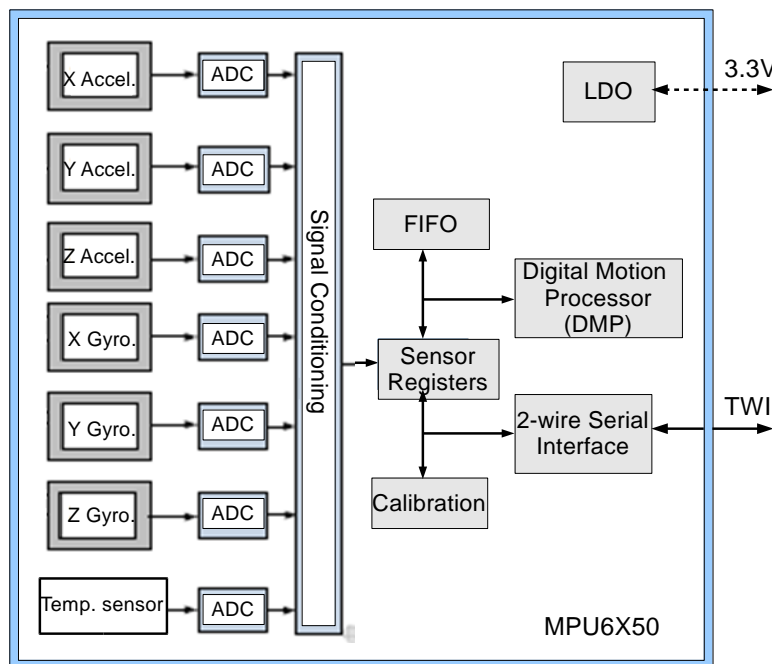 X Accel.
ADC
Y Accel.
ADC
Z Accel.
ADC
X Gyro.
ADC
Y Gyro.
ADC
Z Gyro.
ADC
Temp. sensor
ADC
Signal Conditioning
LDO
3.3V
FIFO
Digital Motion
Processor
(DMP)
Sensor
Registers
2-wire Serial
Interface
TWI
Calibration
MPU6X50